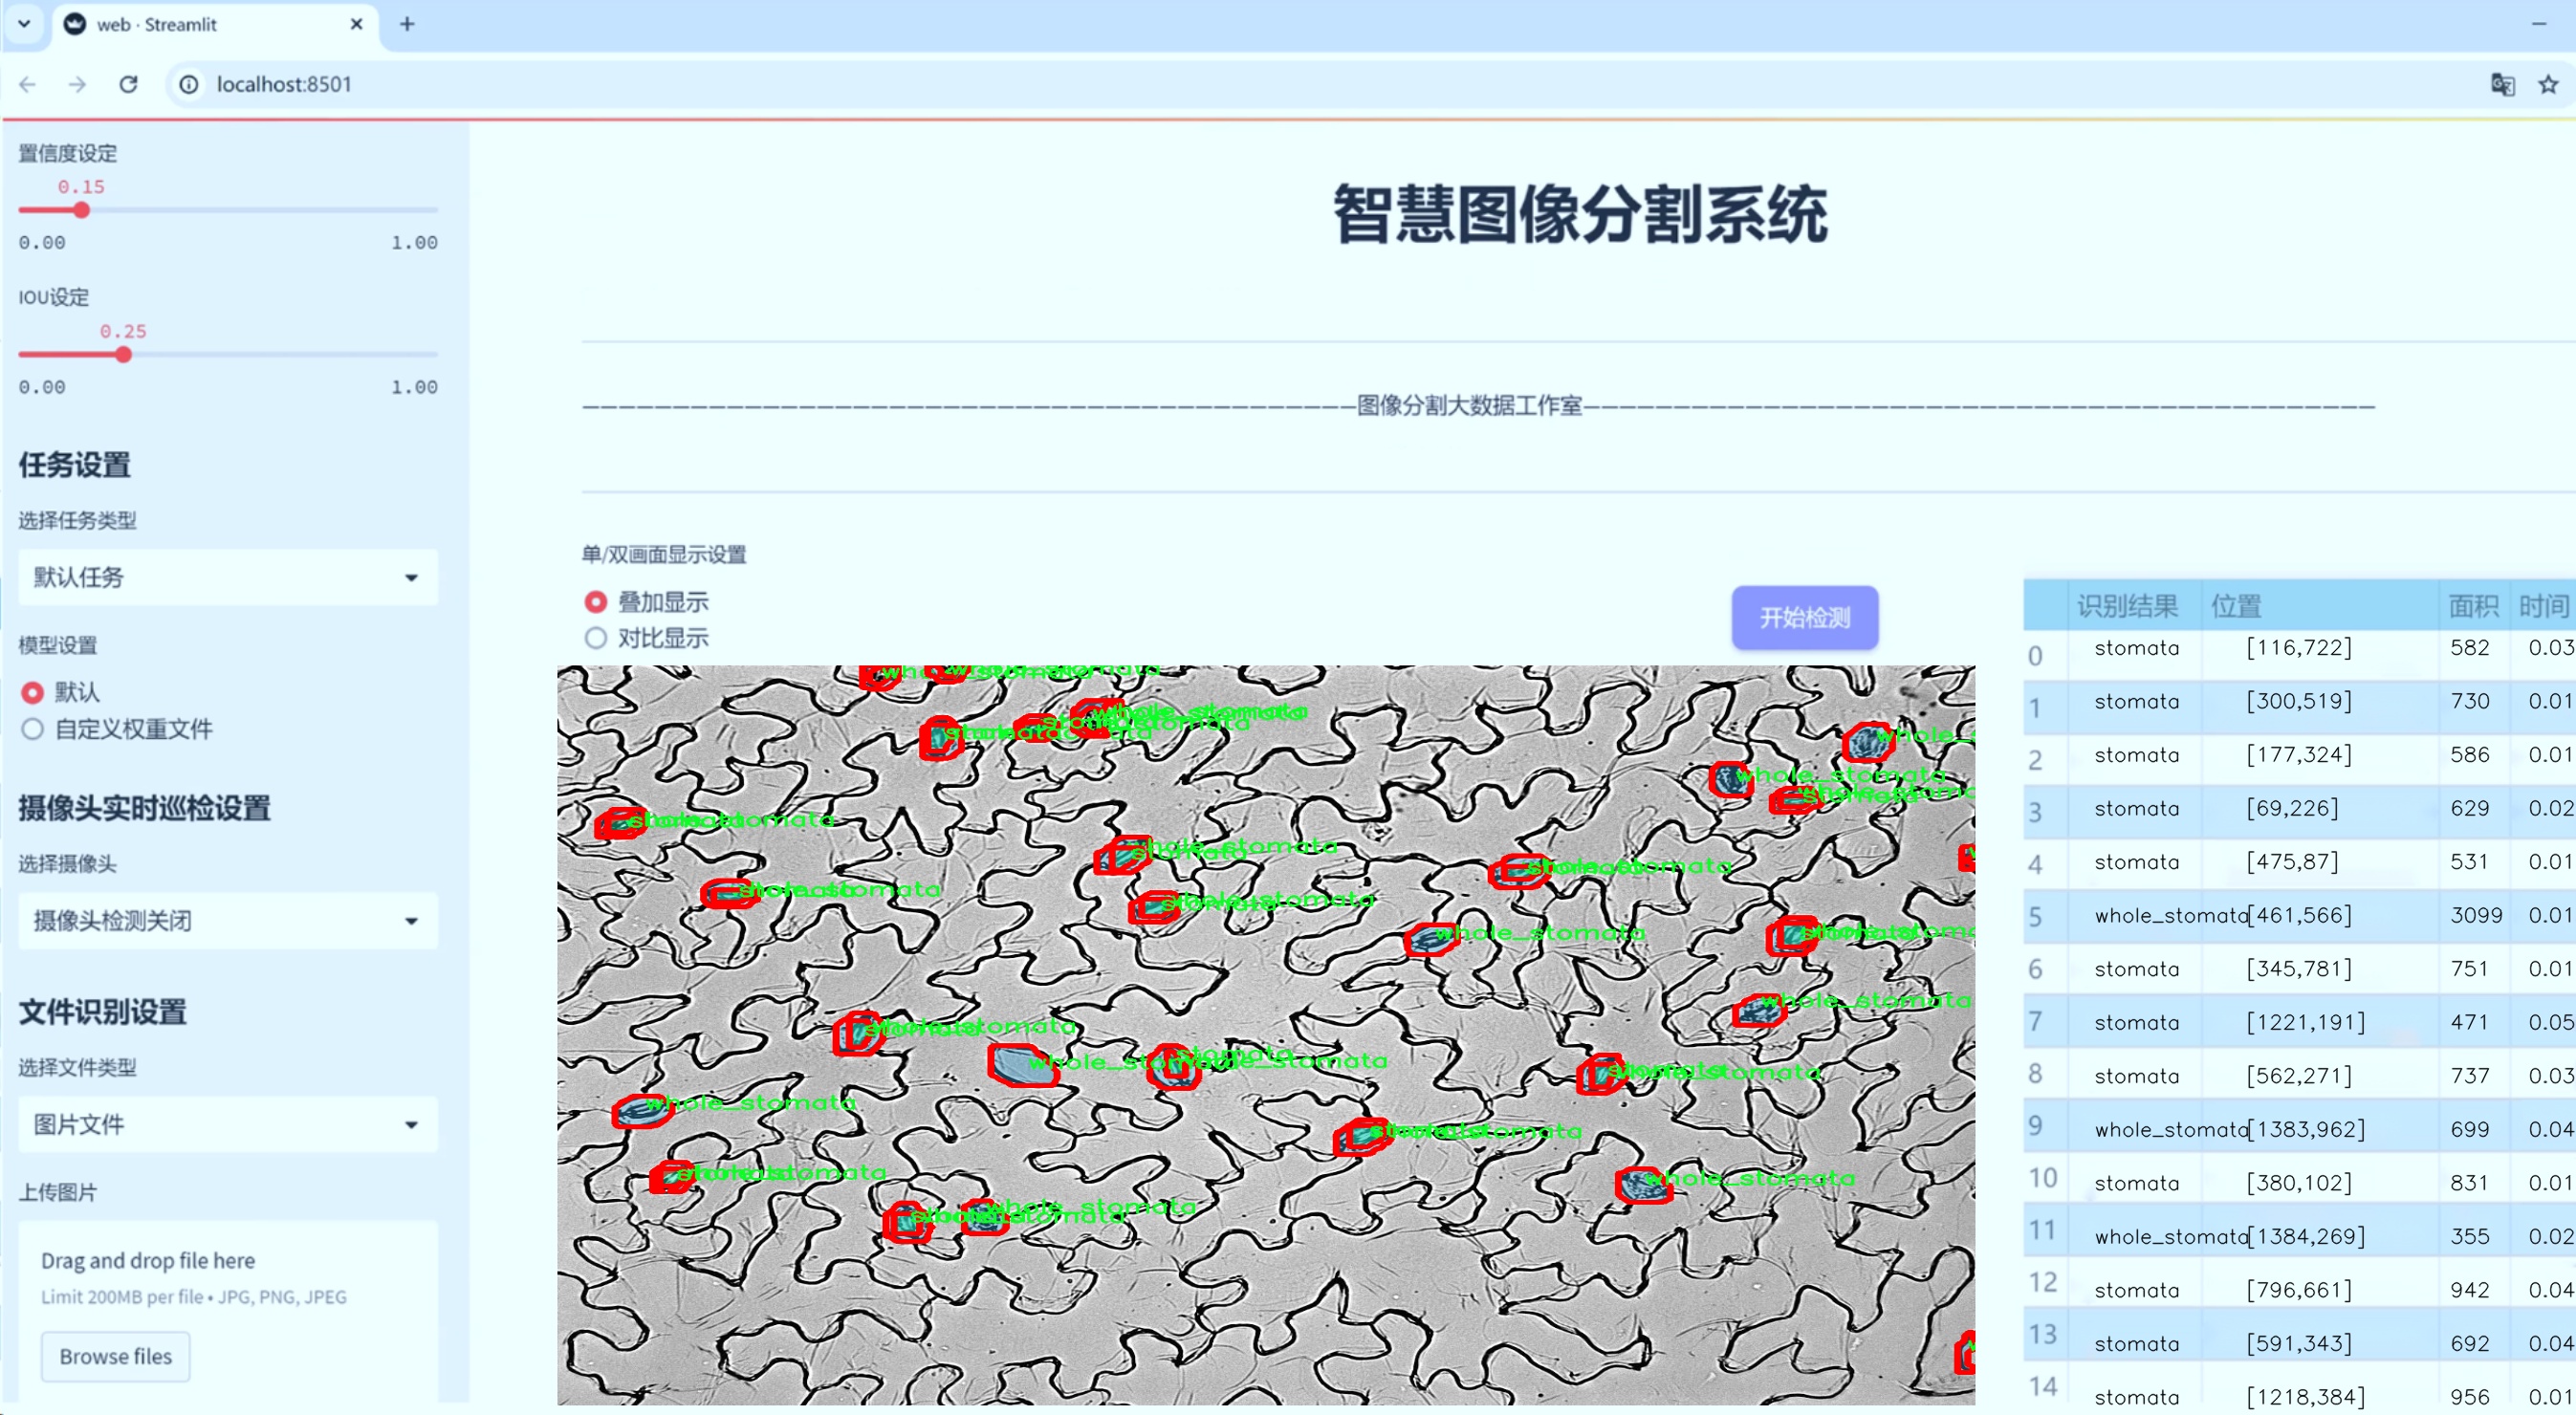 web · Streamlit
localhost:8501
置信度设定
0.15
0.00 1.00
IOU设定
0.25
0.00 1.00
任务设置
选择任务类型
默认任务
模型设置
默认
自定义权重文件
摄像头实时巡检设置
选择摄像头
摄像头检测关闭
文件识别设置
选择文件类型
图片文件
上传图片
Drag and drop file here
Limit 200MB per file • JPG, PNG, JPEG
Browse files
智慧图像分割系统
图像分割大数据工作室
单/双画面显示设置
叠加显示
对比显示
开始检测
whole_stomata
whole_stomata
whole_stomata
whole_stomata
whole_stomata
whole_stomata
whole_stomata
whole_stomata
识别结果 位置 面积 时间
0 stomata [116,722] 582 0.03
1 stomata [300,519] 730 0.01
2 stomata [177,324] 586 0.01
3 stomata [69,226] 629 0.02
4 stomata [475,87] 531 0.01
5 whole_stomata [461,566] 3099 0.01
6 stomata [345,781] 751 0.01
7 stomata [1221,191] 471 0.05
8 stomata [562,271] 737 0.03
9 whole_stomata [1383,962] 699 0.04
10 stomata [380,102] 831 0.01
11 whole_stomata [1384,269] 355 0.02
12 stomata [796,661] 942 0.04
13 stomata [591,343] 692 0.04
14 stomata [1218,384] 956 0.01